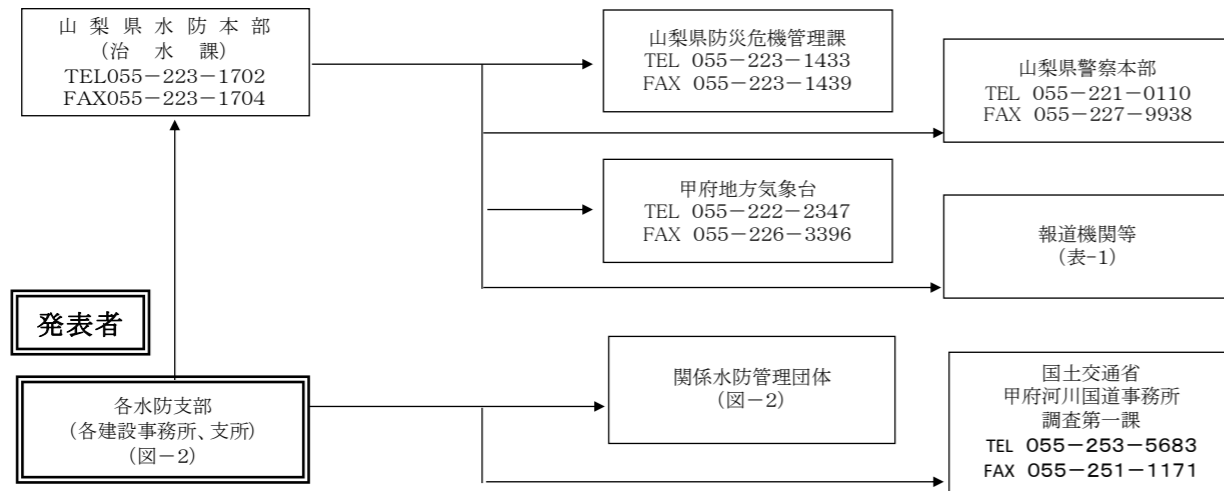 山 梨 県 水 防 本 部
(治 水 課)
TEL055-223-1702
FAX055-223-1704
山梨県防災危機管理課
TEL 055-223-1433
FAX 055-223-1439
山梨県警察本部
TEL 055-221-0110
FAX 055-227-9938
甲府地方気象台
TEL 055-222-2347
FAX 055-226-3396
報道機関等
(表-1)
発表者
各水防支部
(各建設事務所、支所)
(図-2)
関係水防管理団体
(図-2)
国土交通省
甲府河川国道事務所
調査第一課
TEL 055-253-5683
FAX 055-251-1171